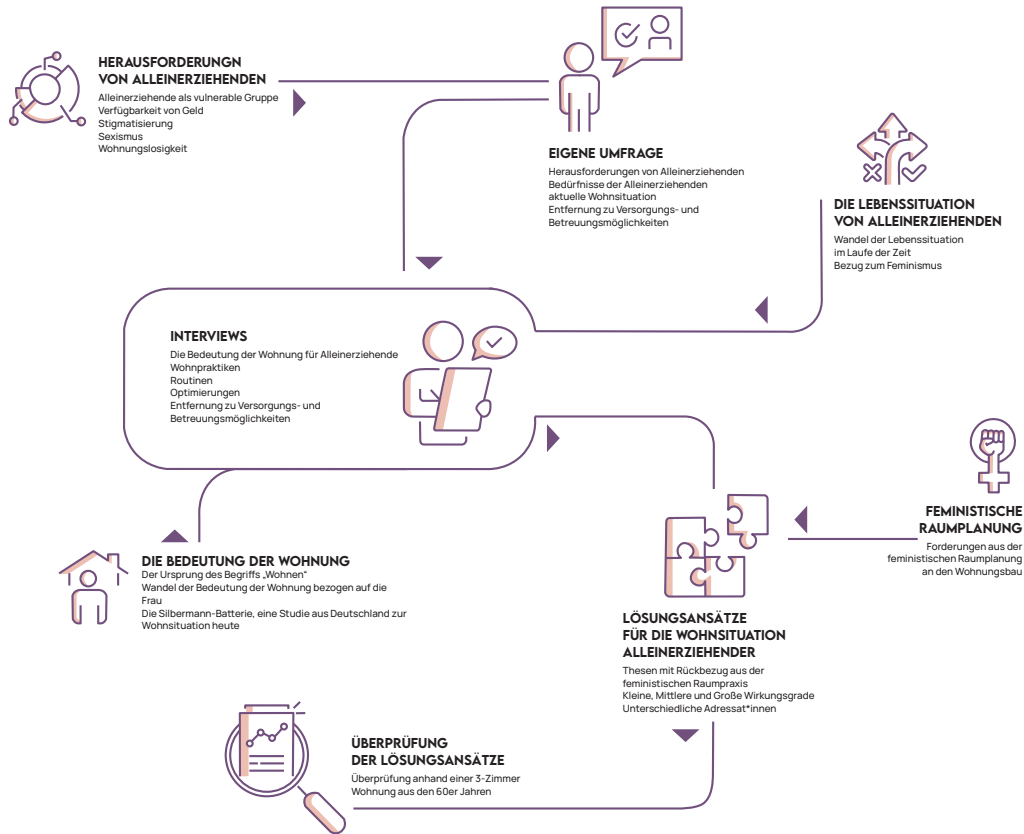 HERAUSFORDERUNGN
VON ALLEINERZIEHENDEN
Alleinerziehende als vulnerable Gruppe
Verfügbarkeit von Geld
Stigmatisierung
Sexismus
Wohnungslosigkeit
EIGENE UMFRAGE
Herausforderungen von Alleinerziehenden
Bedürfnisse der Alleinerziehenden
aktuelle Wohnsituation
Entfernung zu Versorgungs- und
Betreuungsmöglichkeiten
DIE LEBENSSITUATION
VON ALLEINERZIEHENDEN
Wandel der Lebenssituation
im Laufe der Zeit
Bezug zum Feminismus
INTERVIEWS
Die Bedeutung der Wohnung für Alleinerziehende
Wohnpraktiken
Routinen
Optimierungen
Entfernung zu Versorgungs- und
Betreuungsmöglichkeiten
FEMINISTISCHE
RAUMPLANUNG
Forderungen aus der
feministischen Raumplanung
an den Wohnungsbau
DIE BEDEUTUNG DER WOHNUNG
Der Ursprung des Begriffs „Wohnen"
Wandel der Bedeutung der Wohnung bezogen auf die
Frau
Die Silbermann-Batterie, eine Studie aus Deutschland zur
Wohnsituation heute
LÖSUNGSANSÄTZE
FÜR DIE WOHNSITUATION
ALLEINERZIEHENDER
Thesen mit Rückbezug aus der
feministischen Raumpraxis
Kleine, Mittlere und Große Wirkungsgrade
Unterschiedliche Adressat*innen
ÜBERPRÜFUNG
DER LÖSUNGSANSÄTZE
Überprüfung anhand einer 3-Zimmer
Wohnung aus den 60er Jahren